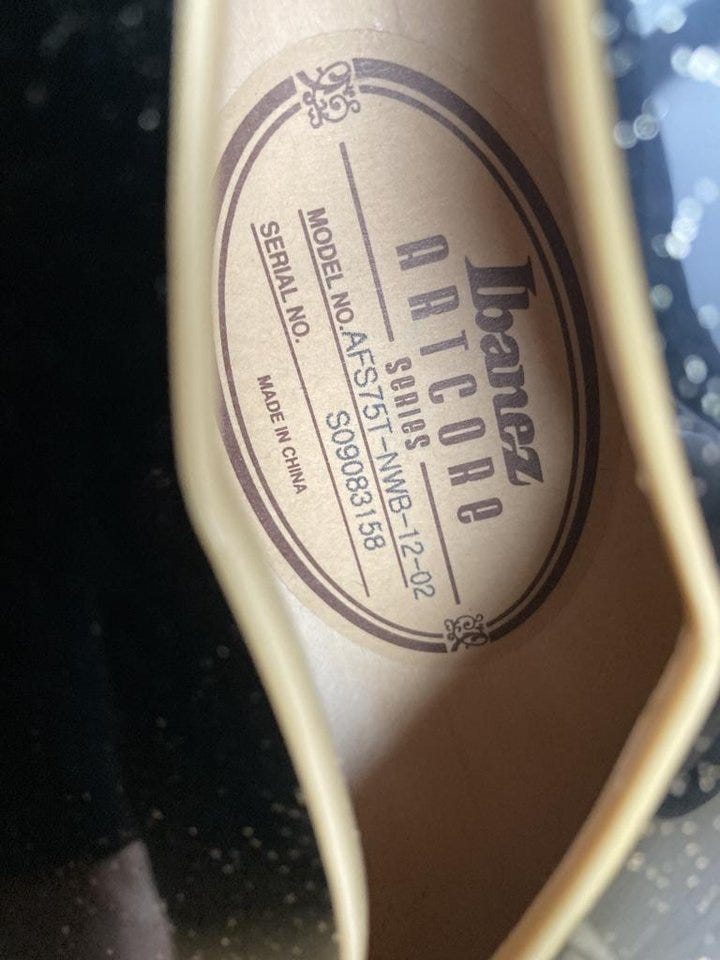 Ibanez
ARTCORE
SERIES
MODEL NO. AFS75T-NWB-12-02
SERIAL NO. S09083158
MADE IN CHINA